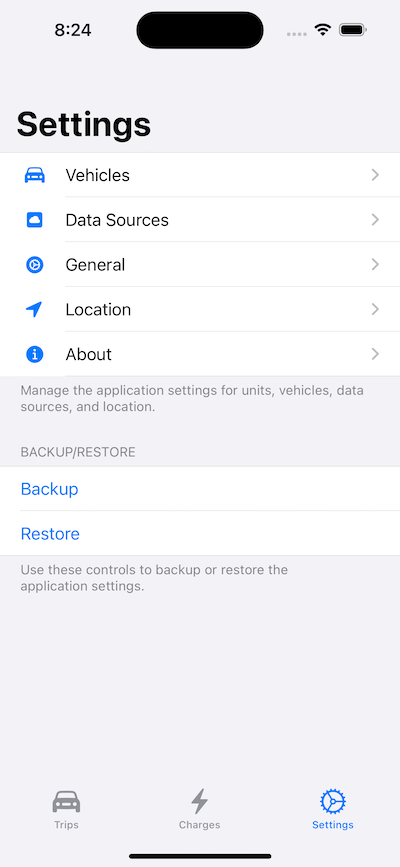 8:24
Settings
Vehicles
Data Sources
General
Location
About
Manage the application settings for units, vehicles, data
sources, and location.
BACKUP/RESTORE
Backup
Restore
Use these controls to backup or restore the
application settings.
Trips
Charges
Settings